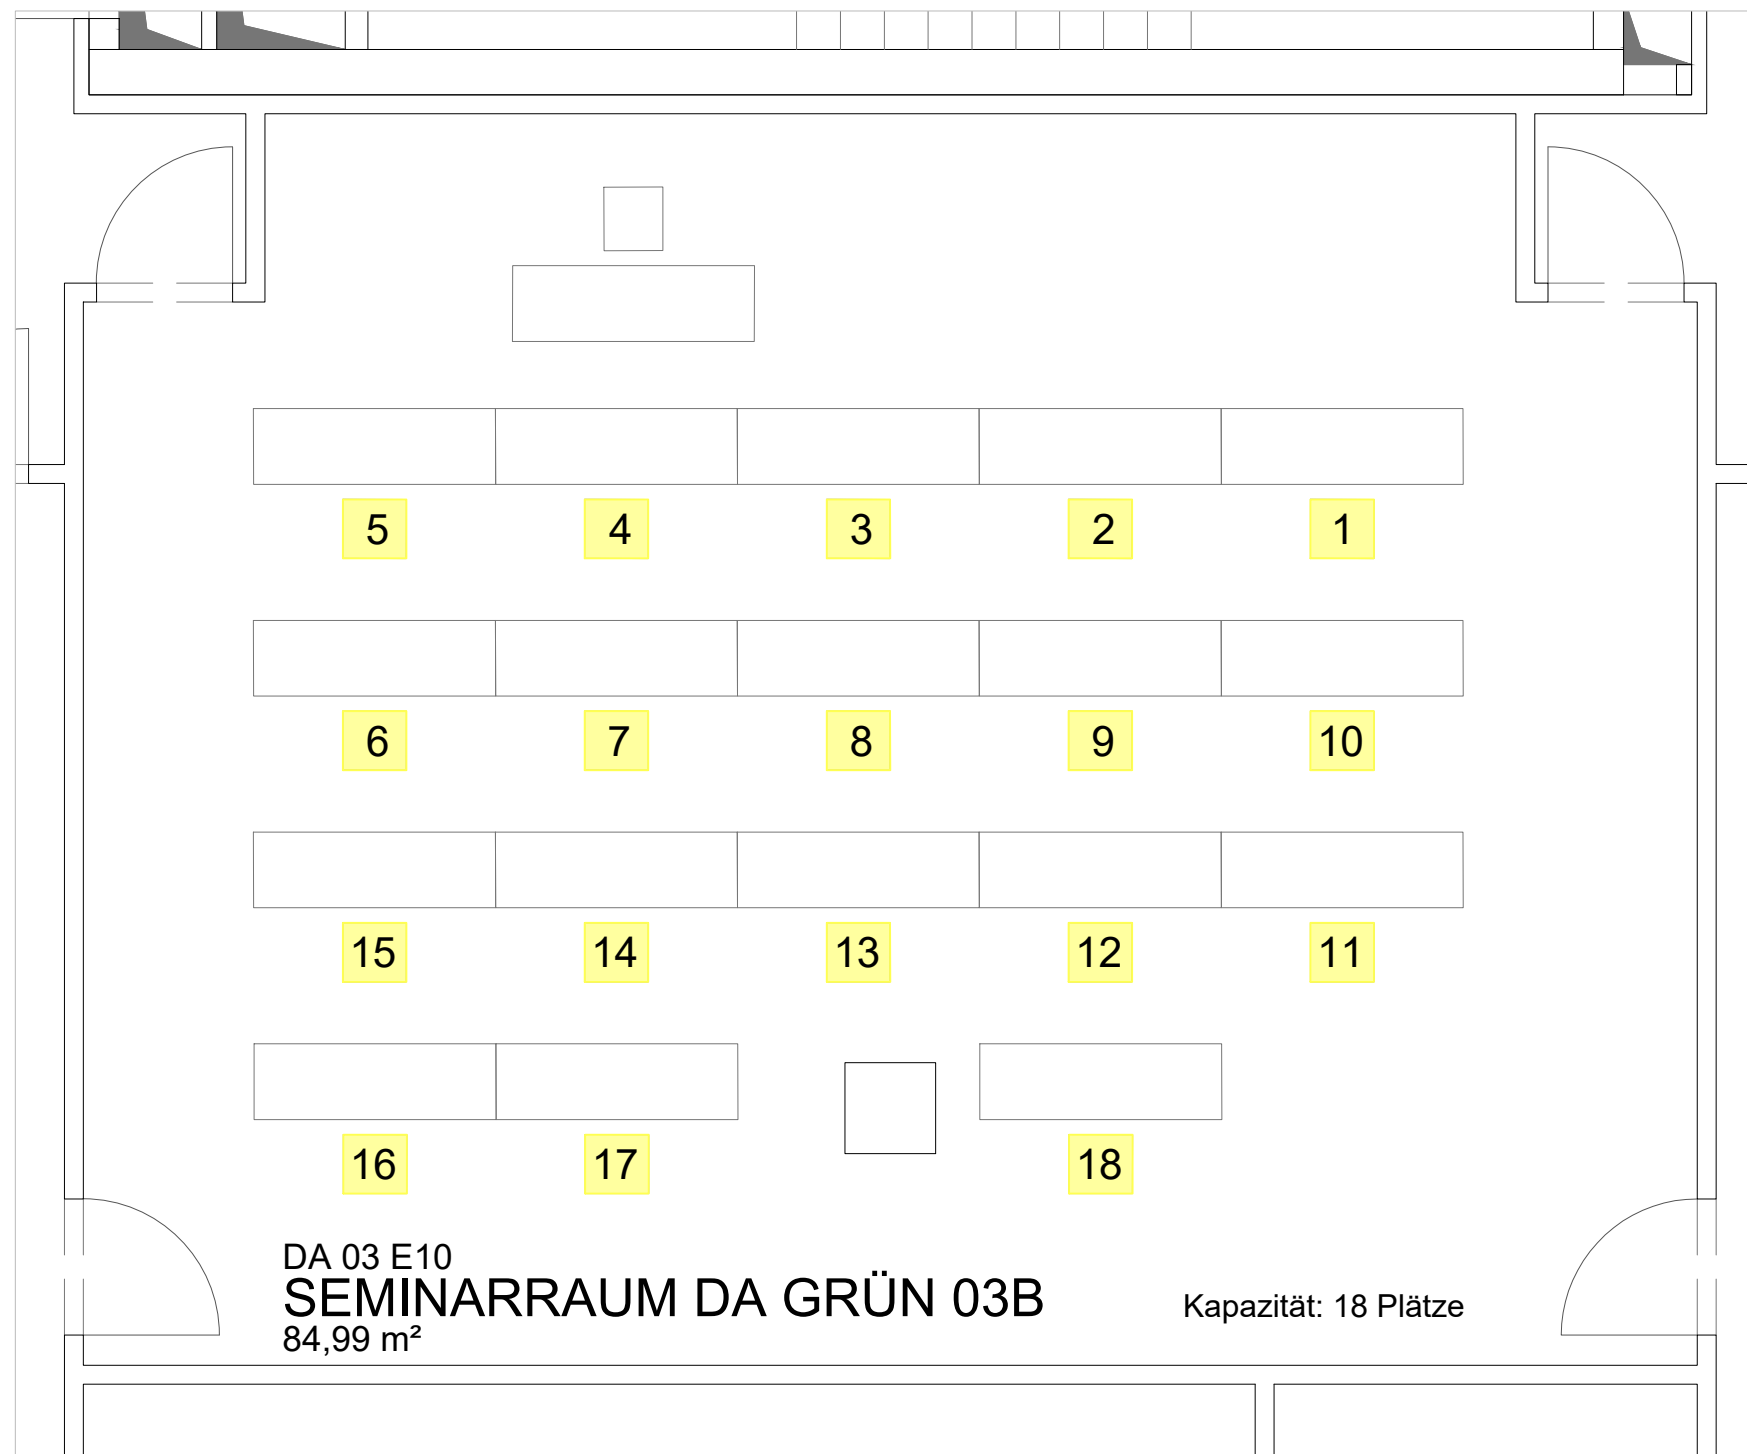 5 4 3 2 1
6 7 8 9 10
15 14 13 12 11
16 17 18
DA 03 E10
SEMINARRAUM DA GRÜN 03B
Kapazität: 18 Plätze
84,99 m²